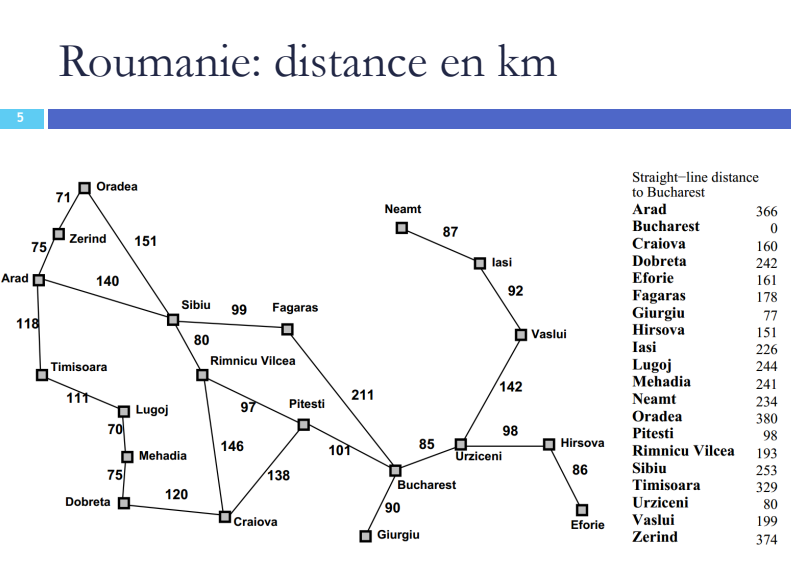 Roumanie: distance en km
5
Oradea
71
Neamt
87
Zerind
151
75
Iasi
Arad
140
92
Sibiu
99
Fagaras
118
80
Vaslui
Rimnicu Vilcea
Timisoara
111
211
142
Lugoj
97
Pitesti
70
98
Hirsova
146
101
85
Mehadia
Urziceni
75
138
86
120
Bucharest
Dobreta
90
Craiova
Eforie
Giurgiu
Straight−line distance
to Bucharest
Arad 366
Bucharest 0
Craiova 160
Dobreta 242
Eforie 161
Fagaras 178
Giurgiu 77
Hirsova 151
Iasi 226
Lugoj 244
Mehadia 241
Neamt 234
Oradea 380
Pitesti 98
Rimnicu Vilcea 193
Sibiu 253
Timisoara 329
Urziceni 80
Vaslui 199
Zerind 374